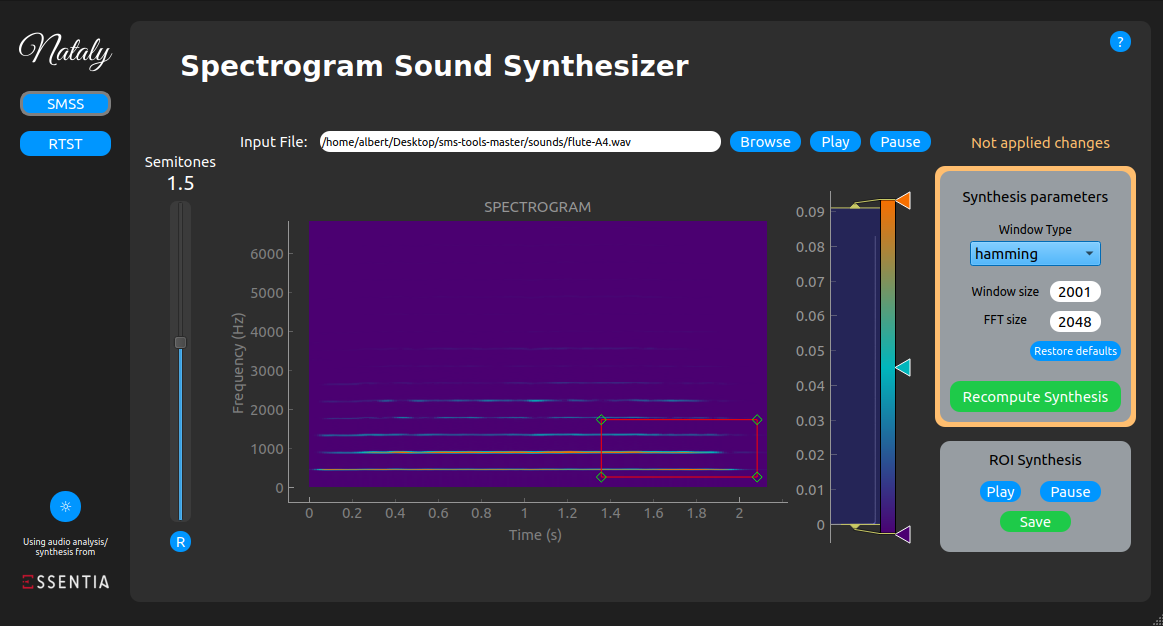 Nataly
SMSS
RTST
Using audio analysis/
synthesis from
ESSENTIA
?
Spectrogram Sound Synthesizer
Input File: /home/albert/Desktop/sms-tools-master/sounds/flute-A4.wav Browse Play Pause
Semitones
1.5
R
SPECTROGRAM
Frequency (Hz)
6000
5000
4000
3000
2000
1000
0
0 0.2 0.4 0.6 0.8 1 1.2 1.4 1.6 1.8 2
Time (s)
0.09
0.08
0.07
0.06
0.05
0.04
0.03
0.02
0.01
0
Not applied changes
Synthesis parameters
Window Type
hamming
Window size 2001
FFT size 2048
Restore defaults
Recompute Synthesis
ROI Synthesis
Play Pause
Save